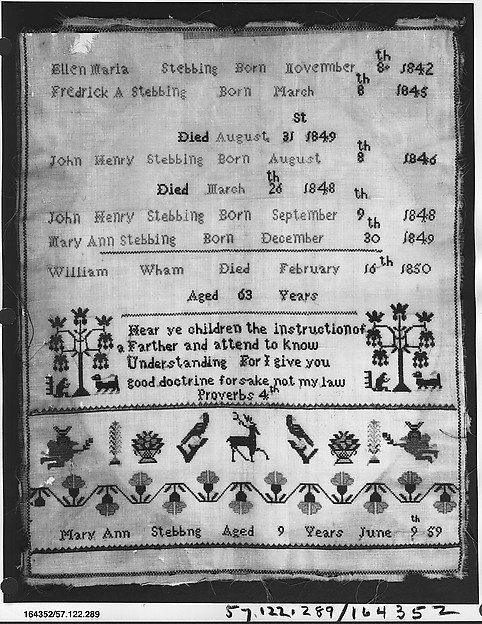 Ellen Maria Stebbing Born November 8th 1842
Fredrick A Stebbing Born March 8th 1845
Died August 31St 1849
John Henry Stebbing Born August 8th 1846
Died March 26th 1848
John Henry Stebbing Born September 9th 1848
Mary Ann Stebbing Born December 30th 1849
William Wham Died February 16th 1850
Aged 63 Years
Hear ye children the instruction of
a Farther and attend to know
Understanding For I give you
good doctrine forsake not my law
Proverbs 4th
Mary Ann Stebbng Aged 9 Years June 9th 59
164352/57.122.289
57.122.289/164352